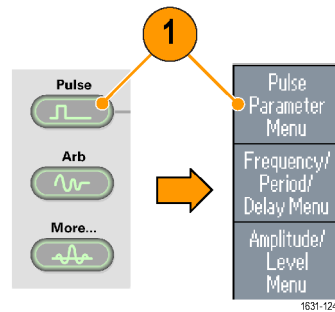 1
Pulse
Arb
More...
Pulse
Parameter
Menu
Frequency/
Period/
Delay Menu
Amplitude/
Level
Menu
1631-124